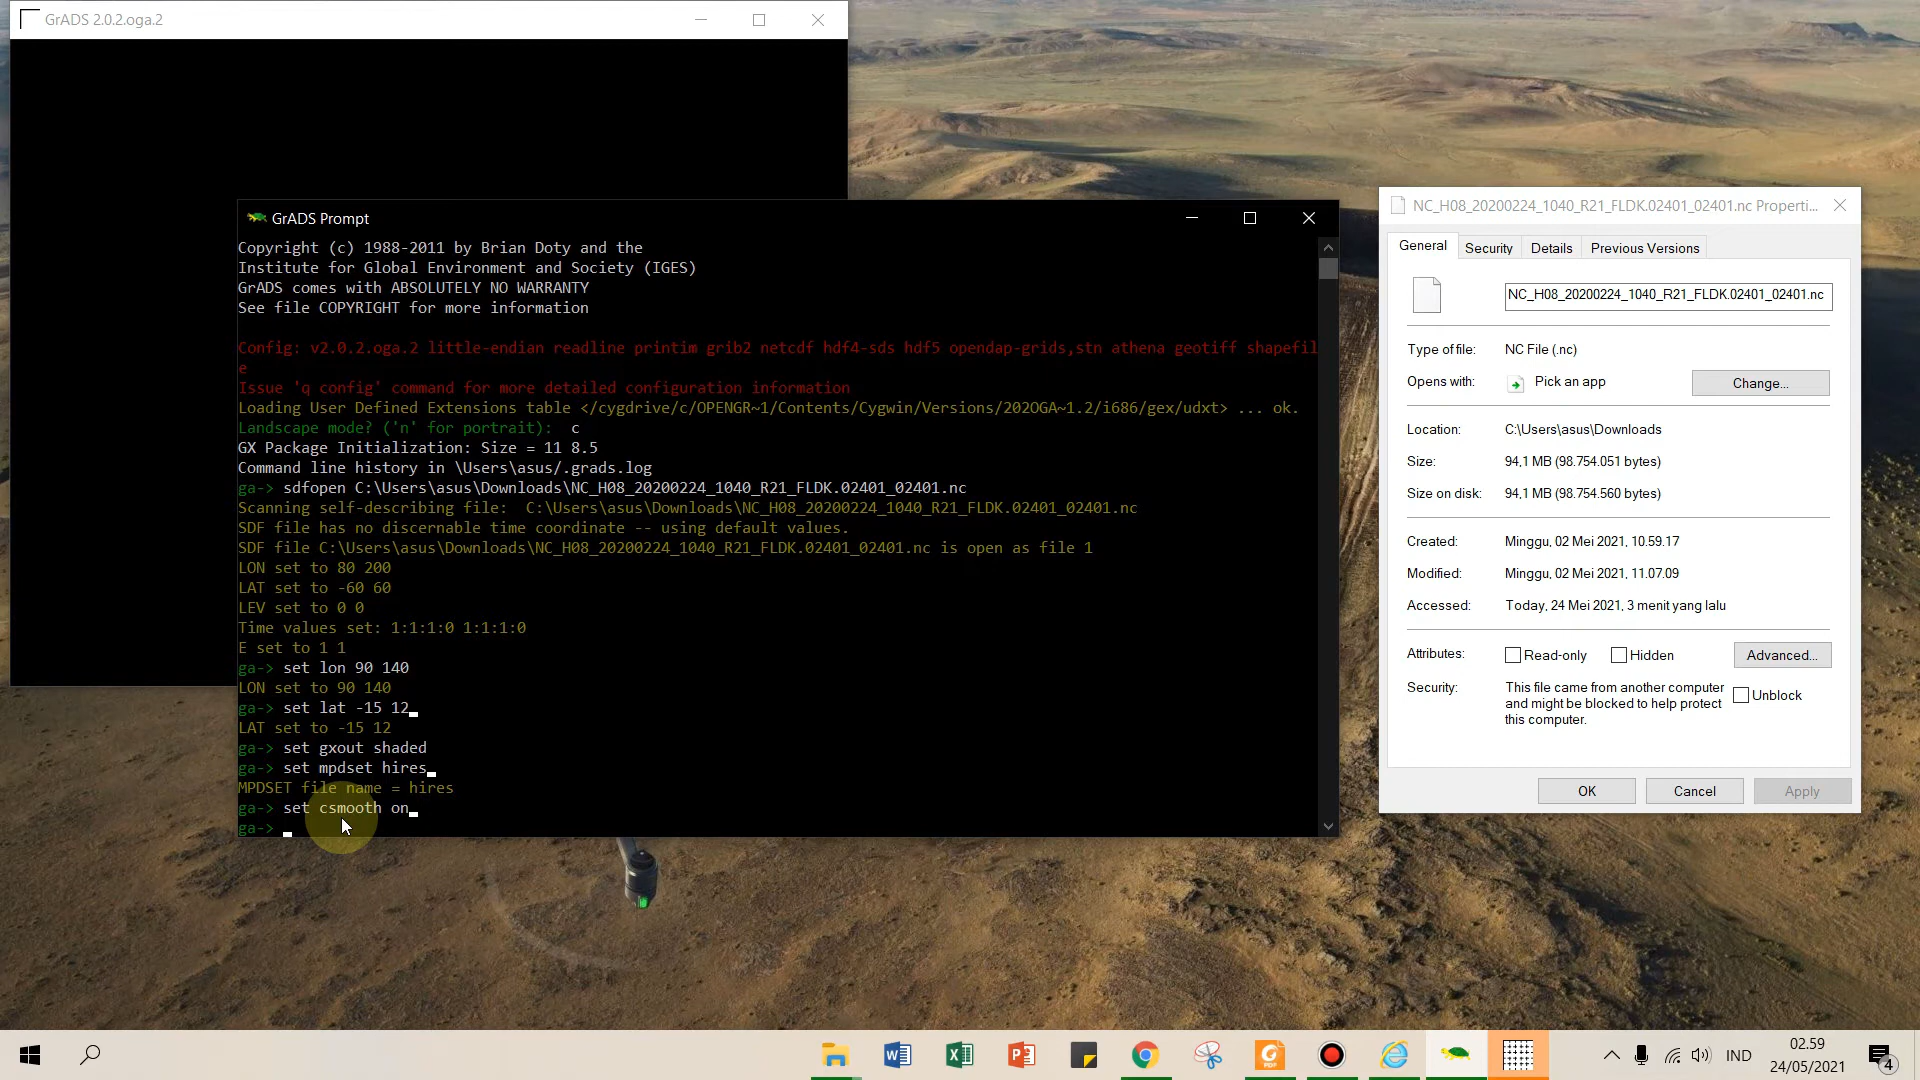 GrADS 2.0.2.oga.2
GrADS Prompt
Copyright (c) 1988-2011 by Brian Doty and the
Institute for Global Environment and Society (IGES)
GrADS comes with ABSOLUTELY NO WARRANTY
See file COPYRIGHT for more information
Config: v2.0.2.oga.2 little-endian readline printim grib2 netcdf hdf4-sds hdf5 opendap-grids,stn athena geotiff shapefil
e
Issue 'q config' command for more detailed configuration information
Loading User Defined Extensions table </cygdrive/c/OPENGR~1/Contents/Cygwin/Versions/202OGA~1.2/i686/gex/udxt> ... ok.
Landscape mode? ('n' for portrait):  c
GX Package Initialization: Size = 11 8.5
Command line history in \Users\asus/.grads.log
ga-> sdfopen C:\Users\asus\Downloads\NC_H08_20200224_1040_R21_FLDK.02401_02401.nc
Scanning self-describing file:  C:\Users\asus\Downloads\NC_H08_20200224_1040_R21_FLDK.02401_02401.nc
SDF file has no discernable time coordinate -- using default values.
SDF file C:\Users\asus\Downloads\NC_H08_20200224_1040_R21_FLDK.02401_02401.nc is open as file 1
LON set to 80 200
LAT set to -60 60
LEV set to 0 0
Time values set: 1:1:1:0 1:1:1:0
E set to 1 1
ga-> set lon 90 140
LON set to 90 140
ga-> set lat -15 12
LAT set to -15 12
ga-> set gxout shaded
ga-> set mpdset hires
MPDSET file name = hires
ga-> set csmooth on
ga->
NC_H08_20200224_1040_R21_FLDK.02401_02401.nc Properti...
General Security Details Previous Versions
NC_H08_20200224_1040_R21_FLDK.02401_02401.nc
Type of file: NC File (.nc)
Opens with: Pick an app Change...
Location: C:\Users\asus\Downloads
Size: 94,1 MB (98.754.051 bytes)
Size on disk: 94,1 MB (98.754.560 bytes)
Created: Minggu, 02 Mei 2021, 10.59.17
Modified: Minggu, 02 Mei 2021, 11.07.09
Accessed: Today, 24 Mei 2021, 3 menit yang lalu
Attributes: Read-only Hidden Advanced...
Security: This file came from another computer
and might be blocked to help protect
this computer.
Unblock
OK Cancel Apply
IND
02.59
24/05/2021
4